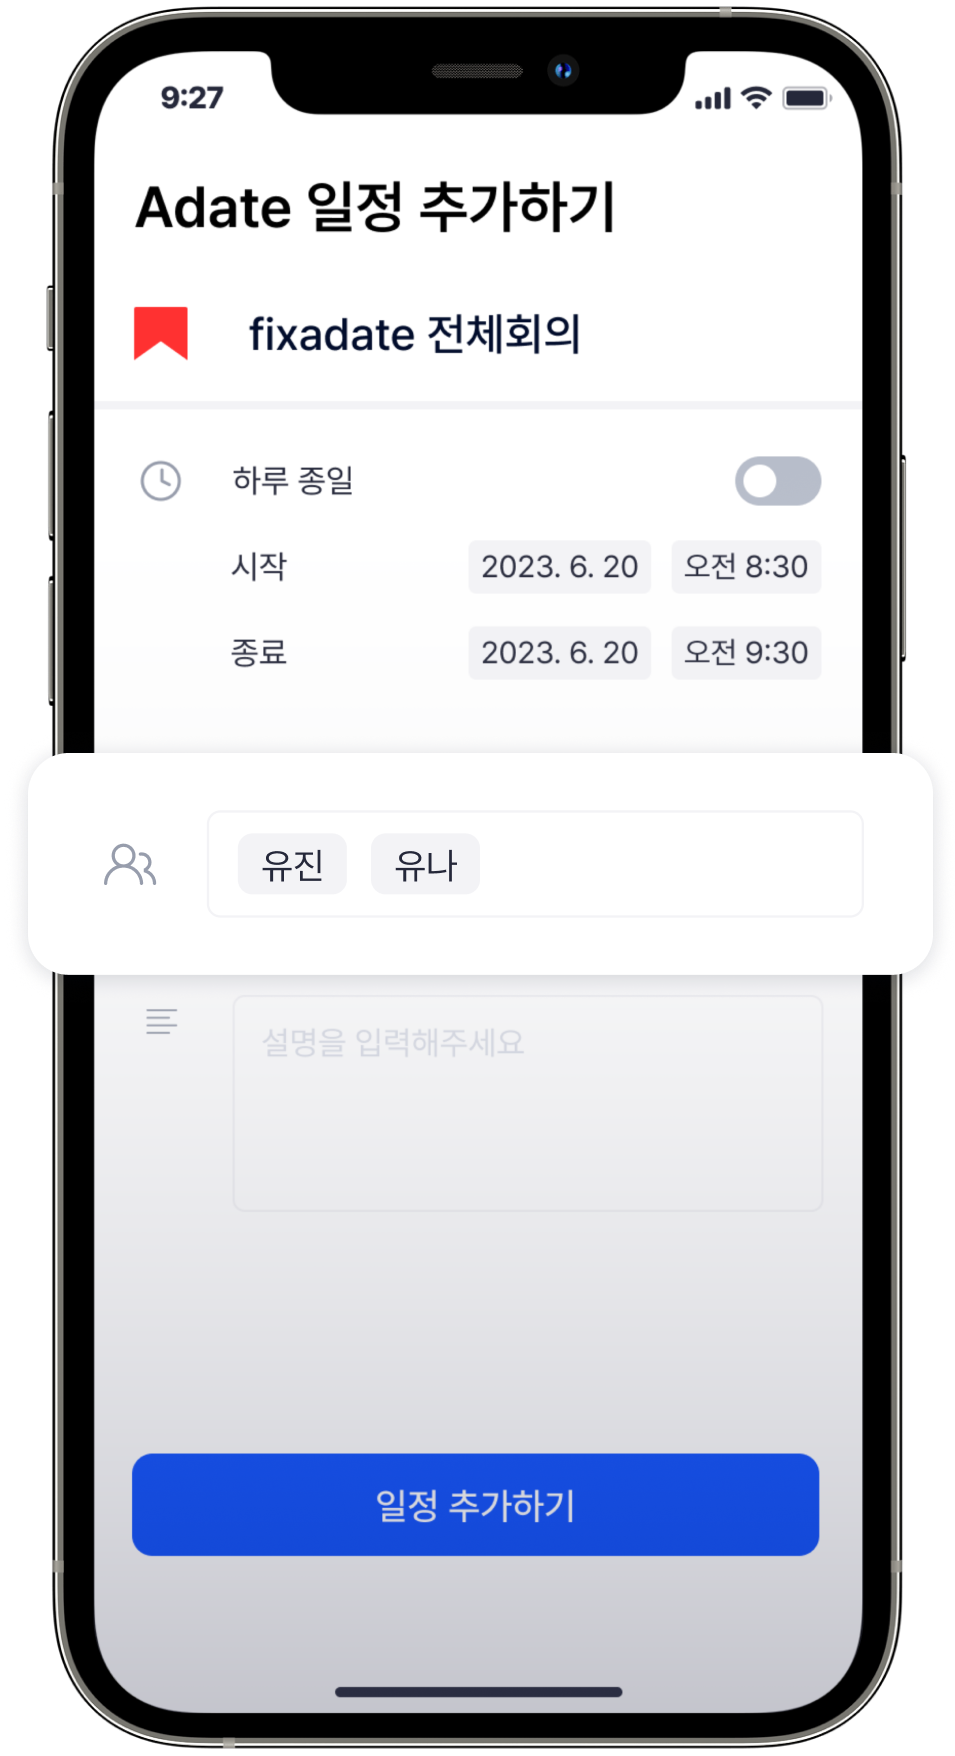 9:27
Adate 일정 추가하기
fixadate 전체회의
하루 종일
시작 2023. 6. 20 오전 8:30
종료 2023. 6. 20 오전 9:30
유진 유나
설명을 입력해주세요
일정 추가하기